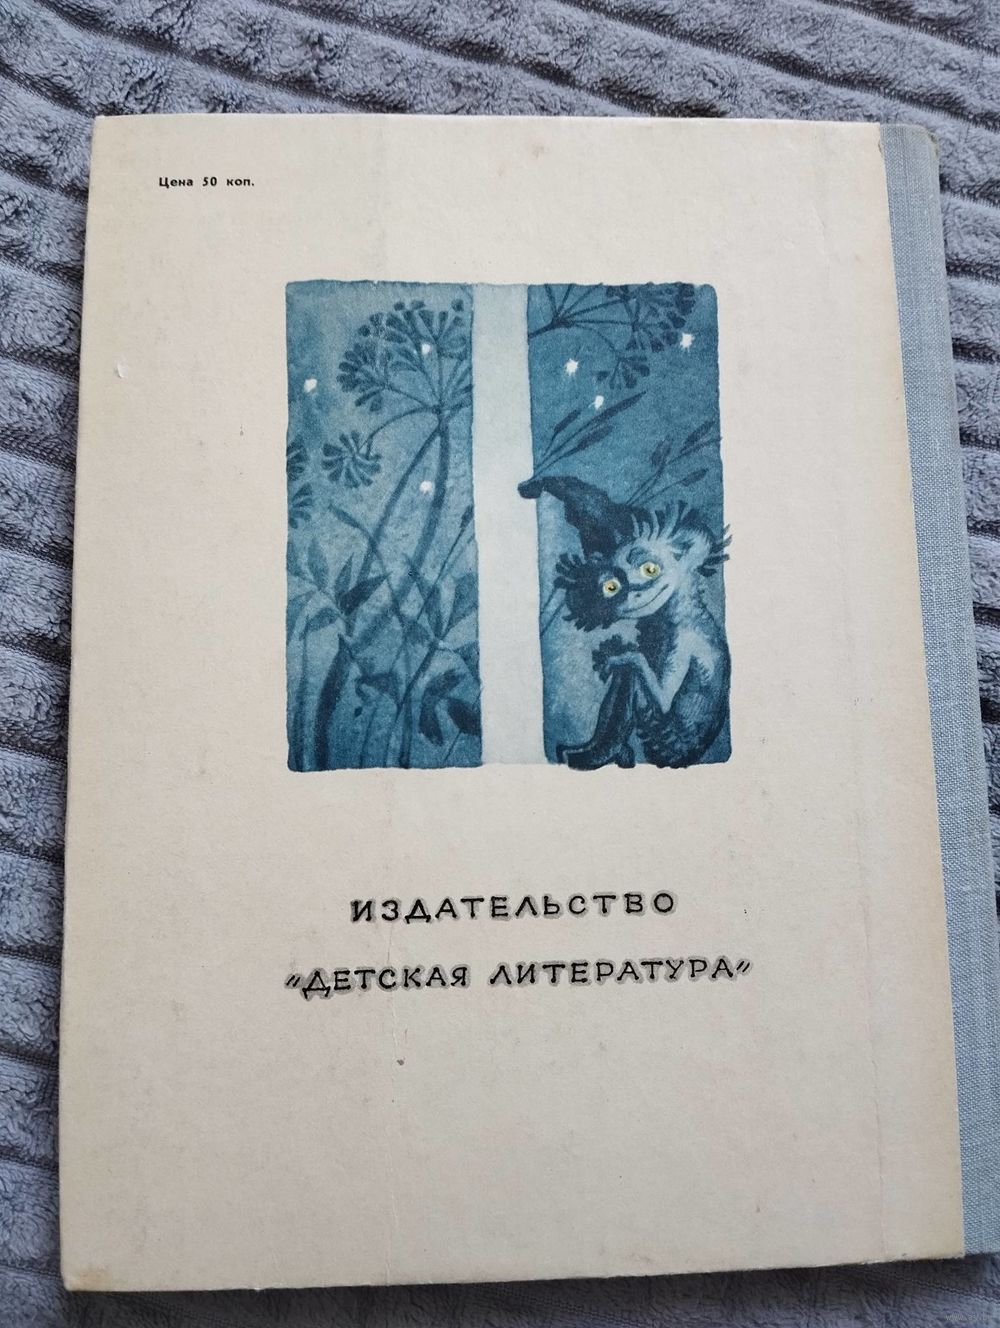 Цена 50 коп.
ИЗДАТЕЛЬСТВО
"ДЕТСКАЯ ЛИТЕРАТУРА"